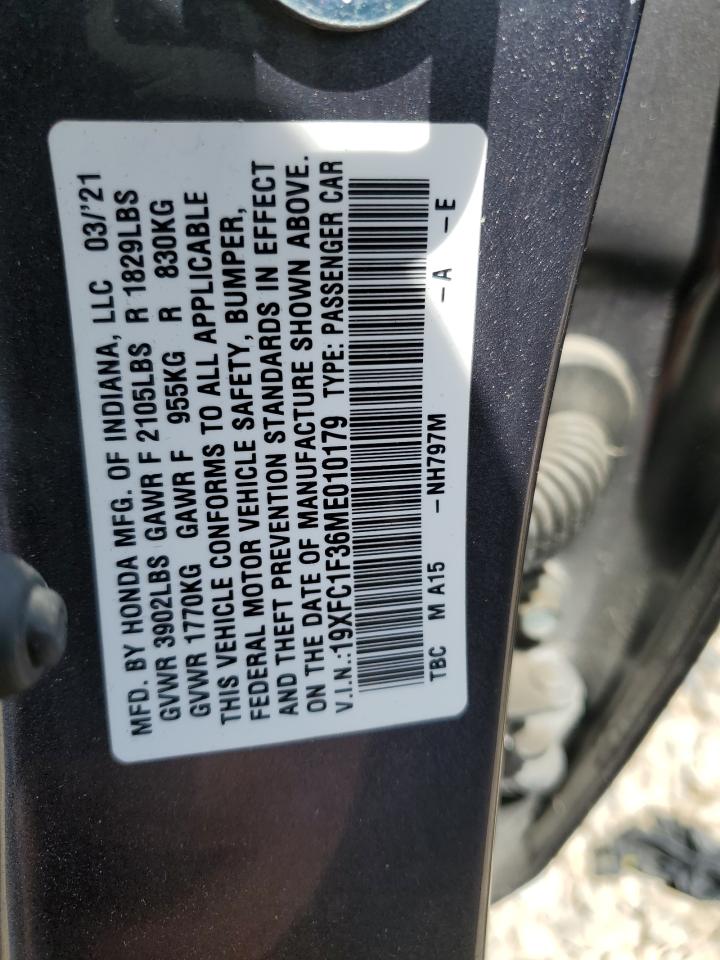 MFD. BY HONDA MFG. OF INDIANA, LLC 03/'21
GVWR 3902LBS GAWR F 2105LBS R 1829LBS
GVWR 1770KG GAWR F 955KG R 830KG
THIS VEHICLE CONFORMS TO ALL APPLICABLE
FEDERAL MOTOR VEHICLE SAFETY, BUMPER,
AND THEFT PREVENTION STANDARDS IN EFFECT
ON THE DATE OF MANUFACTURE SHOWN ABOVE.
V.I.N.:19XFC1F36ME010179 TYPE: PASSENGER CAR
TBC M A15 -NH797M -A -E